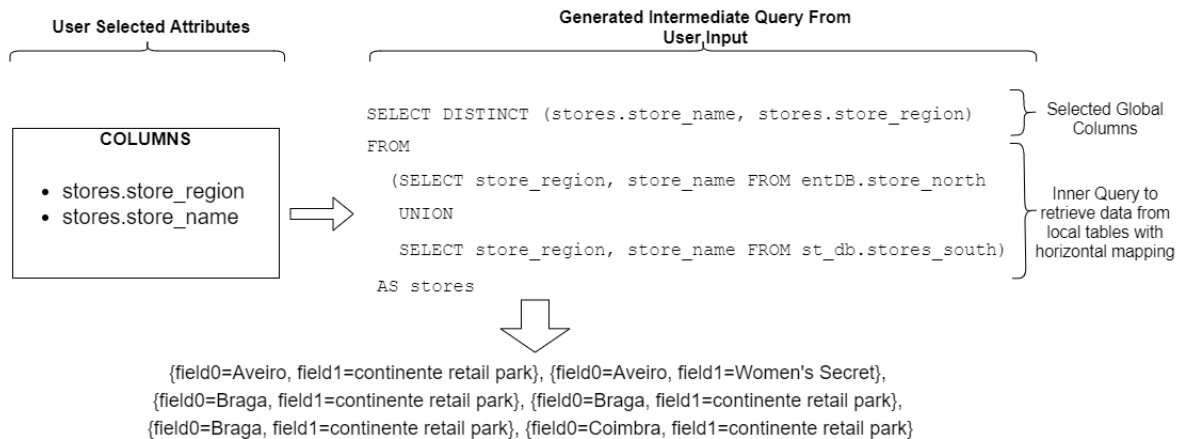 User Selected Attributes
Generated Intermediate Query From
User Input
COLUMNS
• stores.store_region
• stores.store_name
SELECT DISTINCT (stores.store_name, stores.store_region)
FROM
(SELECT store_region, store_name FROM entDB.store_north
UNION
SELECT store_region, store_name FROM st_db.stores_south)
AS stores
Selected Global
Columns
Inner Query to
retrieve data from
local tables with
horizontal mapping
{field0=Aveiro, field1=continente retail park}, {field0=Aveiro, field1=Women's Secret},
{field0=Braga, field1=continente retail park}, {field0=Braga, field1=continente retail park},
{field0=Braga, field1=continente retail park}, {field0=Coimbra, field1=continente retail park}